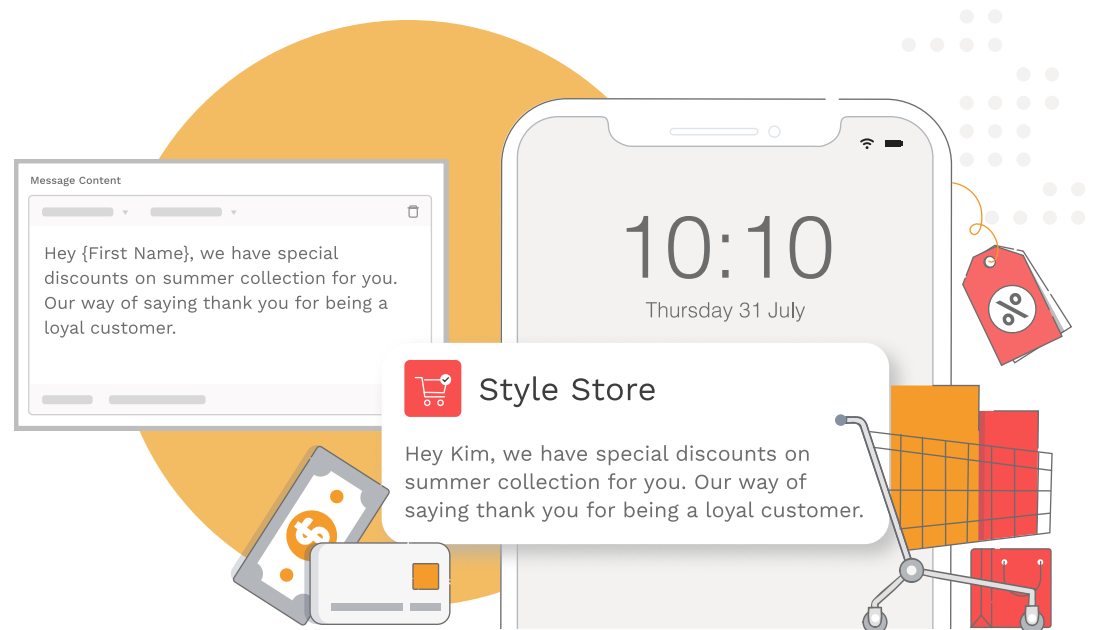 Message Content
Hey {First Name}, we have special
discounts on summer collection for you.
Our way of saying thank you for being a
loyal customer.
10:10
Thursday 31 July
Style Store
Hey Kim, we have special discounts on
summer collection for you. Our way of
saying thank you for being a loyal customer.
%
$